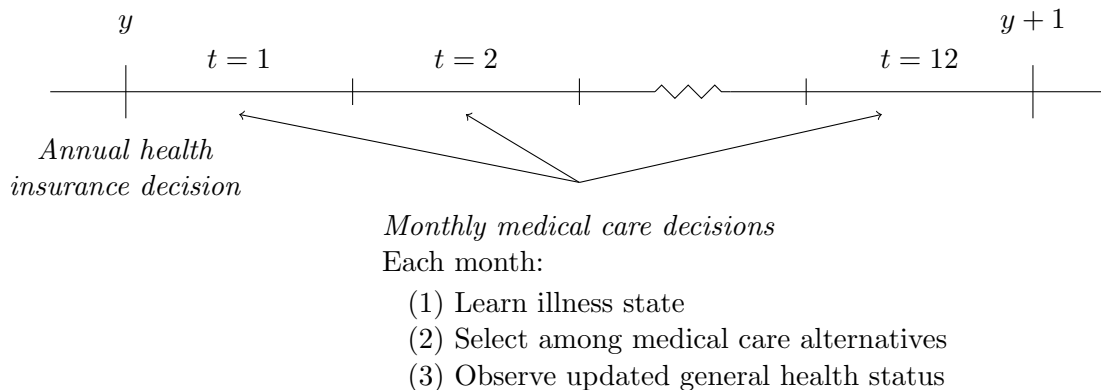 y
y + 1
t = 1
t = 2
t = 12
Annual health
insurance decision
Monthly medical care decisions
Each month:
(1) Learn illness state
(2) Select among medical care alternatives
(3) Observe updated general health status